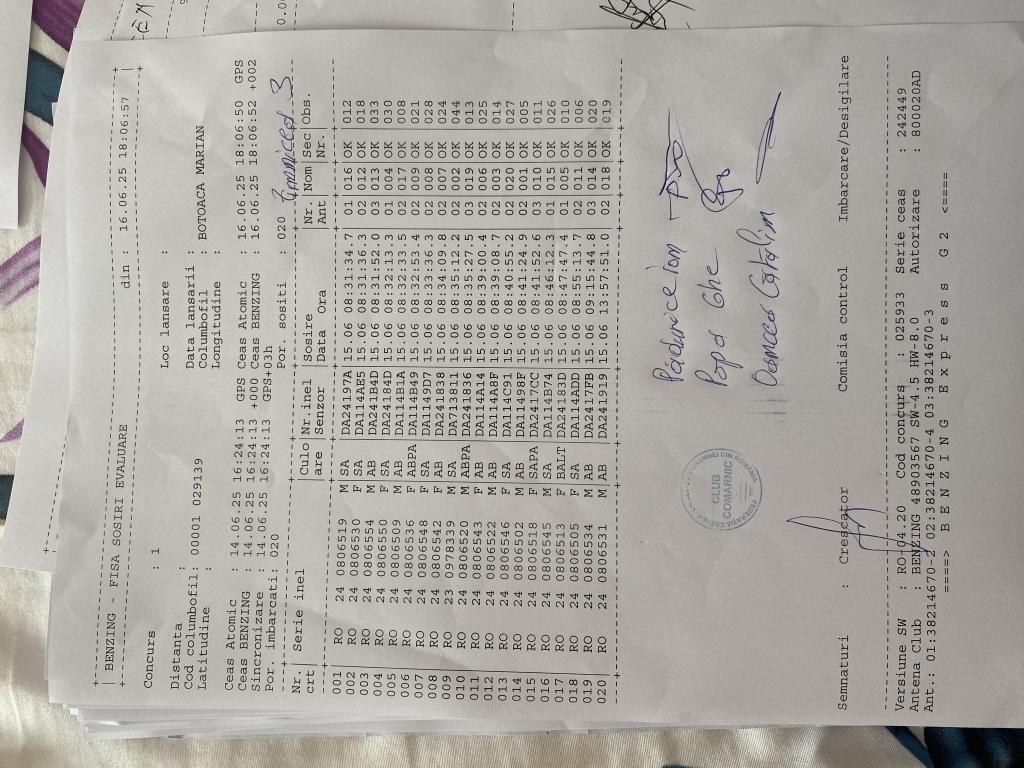 BENZING - FISA SOSIRI EVALUARE din : 16.06.25 18:06:57
Concurs : 1
Loc lansare :
Distanta :
Data lansarii :
Cod columbofil: 00001 029139 Columbofil : BOTOACA MARIAN
Latitudine : Longitudine :
Ceas Atomic : 14.06.25 16:24:13 GPS Ceas Atomic : 16.06.25 18:06:50 GPS
Ceas BENZING : 14.06.25 16:24:13 +000 Ceas BENZING : 16.06.25 18:06:52 +002
Sincronizare : 14.06.25 16:24:13 GPS+03h
Por. imbarcati: 020 Por. sositi : 020
Nr. Serie inel Culo Nr.inel Sosire Nr. Nom Sec Obs.
crt are Senzor Data Ora Ant Nr.
001 RO 24 0806519 M SA DA24197A 15.06 08:31:34.7 01 016 OK 012
002 RO 24 0806530 F SA DA114AE5 15.06 08:31:36.3 02 012 OK 018
003 RO 24 0806554 M AB DA241B4D 15.06 08:31:52.0 03 013 OK 033
004 RO 24 0806550 F SA DA24184D 15.06 08:32:13.3 01 004 OK 030
005 RO 24 0806509 M AB DA114B1A 15.06 08:32:33.5 02 017 OK 008
006 RO 24 0806536 F ABPA DA114B49 15.06 08:32:53.4 02 009 OK 021
007 RO 24 0806548 F SA DA1149D7 15.06 08:33:36.3 02 008 OK 028
008 RO 24 0806542 F AB DA241838 15.06 08:34:09.8 02 007 OK 024
009 RO 23 0978339 M SA DA713811 15.06 08:35:12.2 02 002 OK 044
010 RO 24 0806520 M ABPA DA241836 15.06 08:35:27.5 03 019 OK 013
011 RO 24 0806543 F AB DA114A14 15.06 08:39:00.4 02 006 OK 025
012 RO 24 0806522 M AB DA114A8F 15.06 08:39:08.7 02 003 OK 014
013 RO 24 0806546 F SA DA114C91 15.06 08:40:55.2 02 020 OK 027
014 RO 24 0806502 M AB DA11498F 15.06 08:41:24.9 02 001 OK 005
015 RO 24 0806518 F SAPA DA2417CC 15.06 08:41:52.6 03 010 OK 011
016 RO 24 0806545 M SA DA114B74 15.06 08:46:12.3 01 015 OK 026
017 RO 24 0806513 F BALT DA24183D 15.06 08:47:47.4 01 005 OK 010
018 RO 24 0806505 F SA DA114ADD 15.06 08:55:13.7 02 011 OK 006
019 RO 24 0806534 M AB DA2417FB 15.06 09:15:44.8 03 014 OK 020
020 RO 24 0806531 M AB DA241919 15.06 13:57:51.0 02 018 OK 019
Popa Ghe
CLUB
COMARNIC
Semnaturi : Crescator Comisia control Imbarcare/Desigilare
Versiune SW : RO-04.20 Cod concurs : 025933 Serie ceas : 242449
Antena Club : BENZING 48903567 SW-4.5 HW-8.0 Autorizare : 800020AD
Ant.: 01:38214670-2 02:38214670-4 03:38214670-3
====> B E N Z I N G E x p r e s s G 2 <====